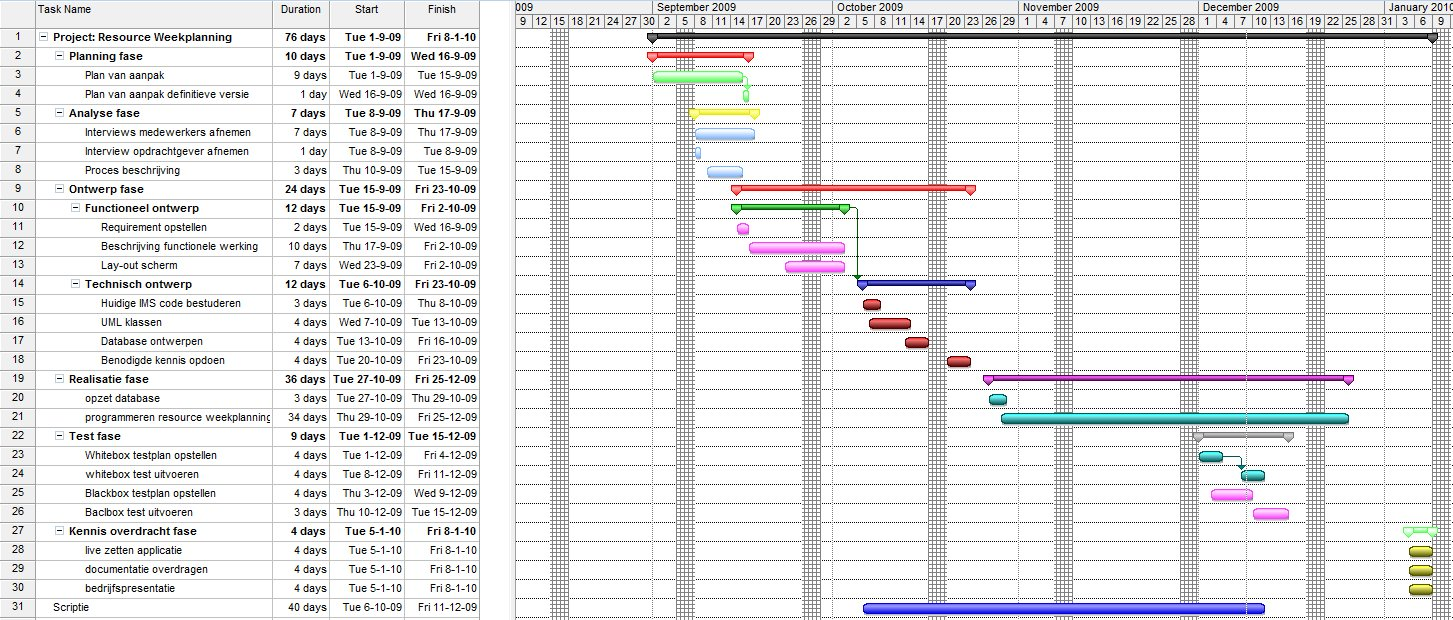 Task Name Duration Start Finish 009 September 2009 October 2009 November 2009 December 2009 January 2010
9 12 15 18 21 24 27 30 2 5 8 11 14 17 20 23 26 29 2 5 8 11 14 17 20 23 26 29 1 4 7 10 13 16 19 22 25 28 1 4 7 10 13 16 19 22 25 28 31 3 6 9
1 Project: Resource Weekplanning 76 days Tue 1-9-09 Fri 8-1-10
2 Planning fase 10 days Tue 1-9-09 Wed 16-9-09
3 Plan van aanpak 9 days Tue 1-9-09 Tue 15-9-09
4 Plan van aanpak definitieve versie 1 day Wed 16-9-09 Wed 16-9-09
5 Analyse fase 7 days Tue 8-9-09 Thu 17-9-09
6 Interviews medewerkers afnemen 7 days Tue 8-9-09 Thu 17-9-09
7 Interview opdrachtgever afnemen 1 day Tue 8-9-09 Tue 8-9-09
8 Proces beschrijving 3 days Thu 10-9-09 Tue 15-9-09
9 Ontwerp fase 24 days Tue 15-9-09 Fri 23-10-09
10 Functioneel ontwerp 12 days Tue 15-9-09 Fri 2-10-09
11 Requirement opstellen 2 days Tue 15-9-09 Wed 16-9-09
12 Beschrijving functionele werking 10 days Thu 17-9-09 Fri 2-10-09
13 Lay-out scherm 7 days Wed 23-9-09 Fri 2-10-09
14 Technisch ontwerp 12 days Tue 6-10-09 Fri 23-10-09
15 Huidige IMS code bestuderen 3 days Tue 6-10-09 Thu 8-10-09
16 UML klassen 4 days Wed 7-10-09 Tue 13-10-09
17 Database ontwerpen 4 days Tue 13-10-09 Fri 16-10-09
18 Benodigde kennis opdoen 4 days Tue 20-10-09 Fri 23-10-09
19 Realisatie fase 36 days Tue 27-10-09 Fri 25-12-09
20 opzet database 3 days Tue 27-10-09 Thu 29-10-09
21 programmeren resource weekplanning 34 days Thu 29-10-09 Fri 25-12-09
22 Test fase 9 days Tue 1-12-09 Tue 15-12-09
23 Whitebox testplan opstellen 4 days Tue 1-12-09 Fri 4-12-09
24 whitebox test uitvoeren 4 days Tue 8-12-09 Fri 11-12-09
25 Blackbox testplan opstellen 4 days Thu 3-12-09 Wed 9-12-09
26 Baclbox test uitvoeren 3 days Thu 10-12-09 Tue 15-12-09
27 Kennis overdracht fase 4 days Tue 5-1-10 Fri 8-1-10
28 live zetten applicatie 4 days Tue 5-1-10 Fri 8-1-10
29 documentatie overdragen 4 days Tue 5-1-10 Fri 8-1-10
30 bedrijfspresentatie 4 days Tue 5-1-10 Fri 8-1-10
31 Scriptie 40 days Tue 6-10-09 Fri 11-12-09